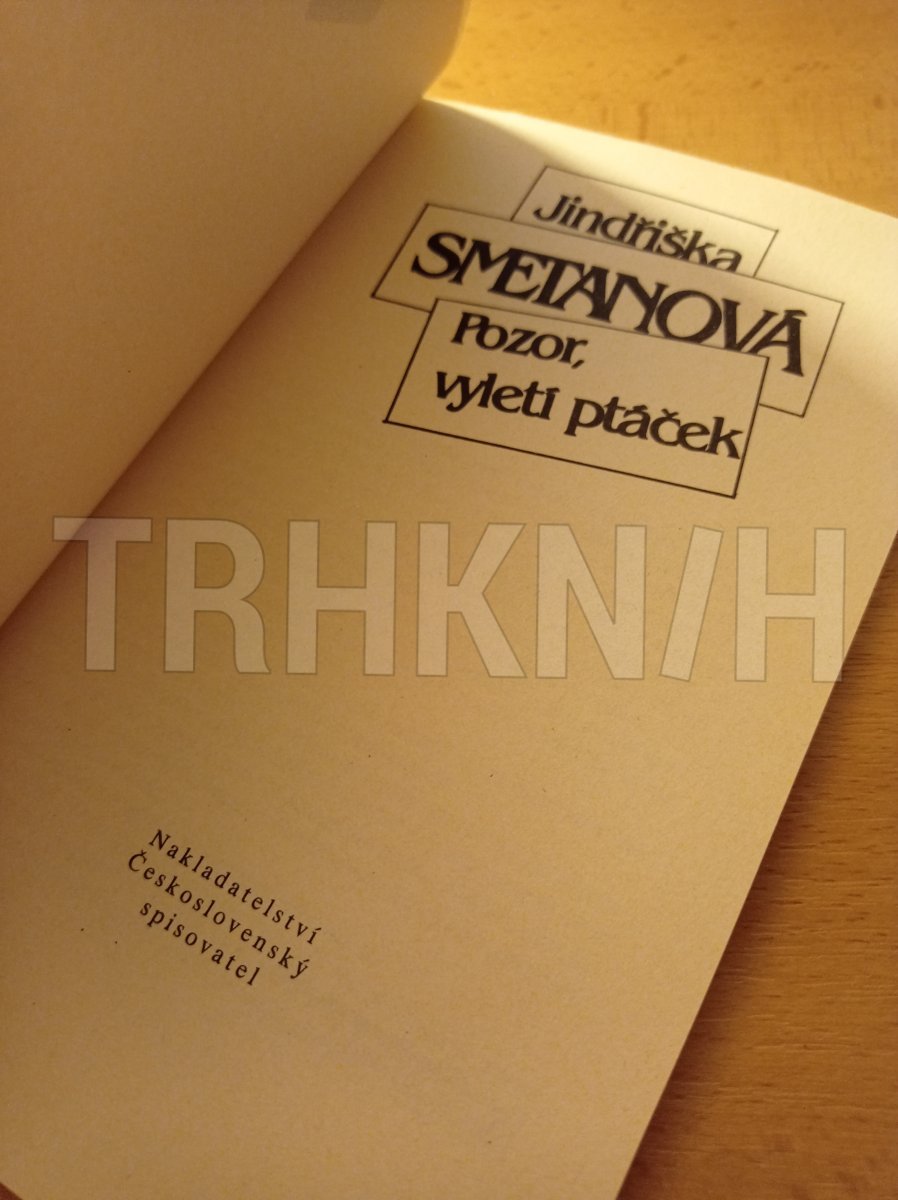 Jindřiška
SMETANOVÁ
Pozor,
vyletí ptáček
TRHKNIH
Nakladatelství
Československý
spisovatel